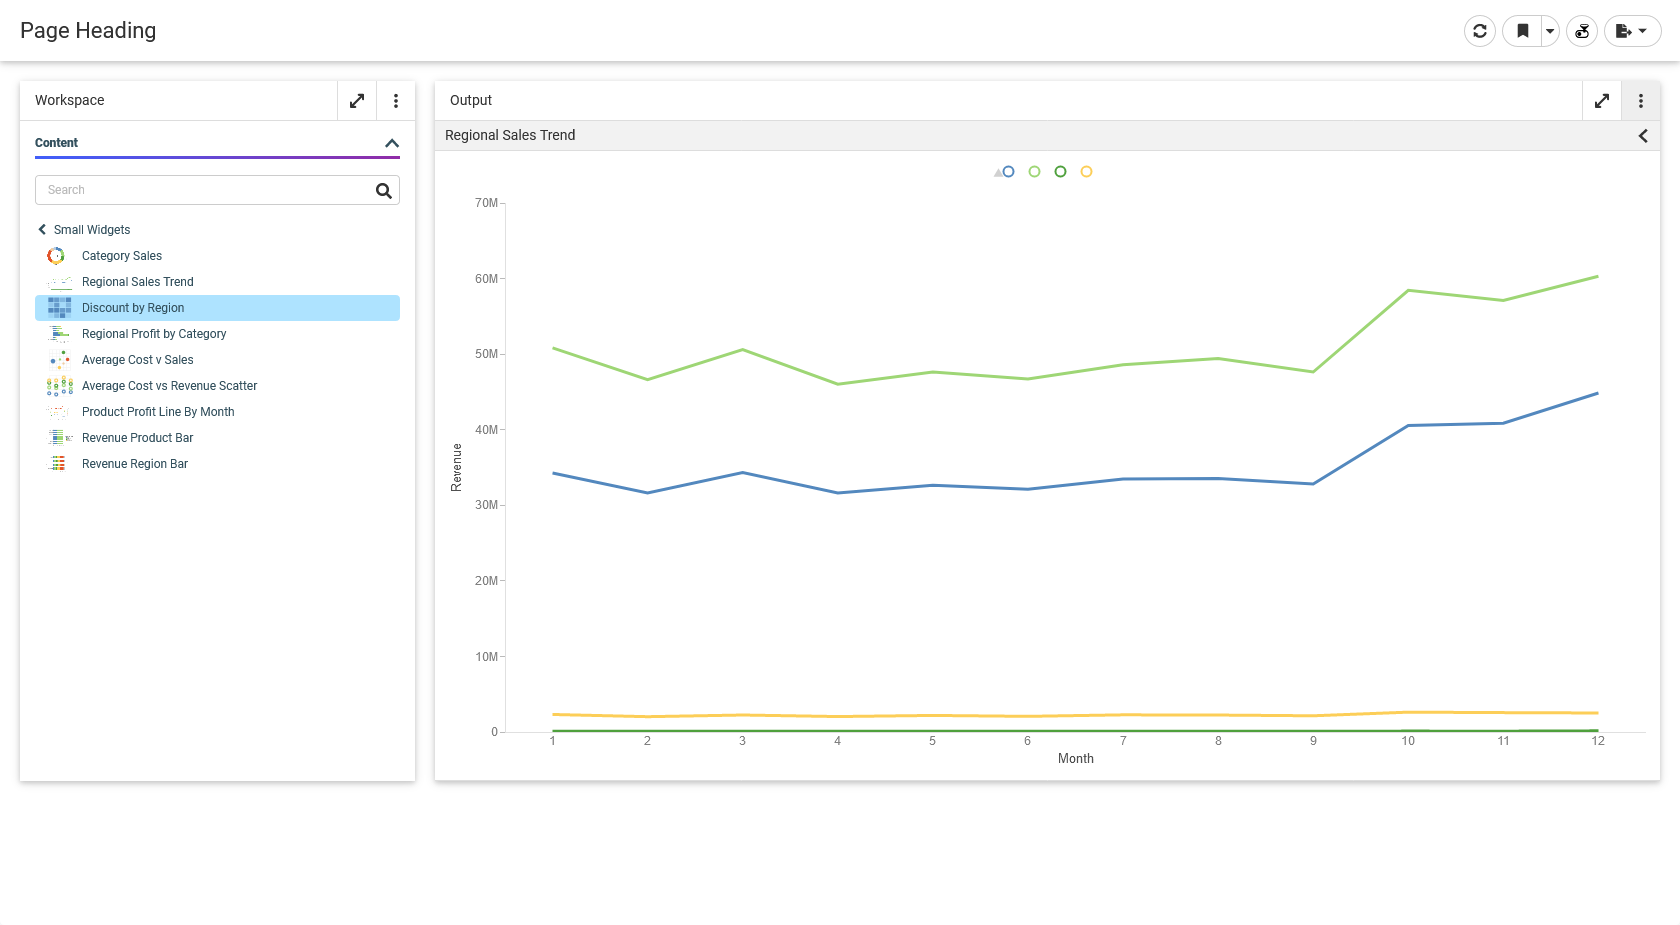 Page Heading
Workspace
Content
Search
Small Widgets
Category Sales
Regional Sales Trend
Discount by Region
Regional Profit by Category
Average Cost v Sales
Average Cost vs Revenue Scatter
Product Profit Line By Month
Revenue Product Bar
Revenue Region Bar
Output
Regional Sales Trend
70M
60M
50M
40M
30M
20M
10M
0
Revenue
1 2 3 4 5 6 7 8 9 10 11 12
Month